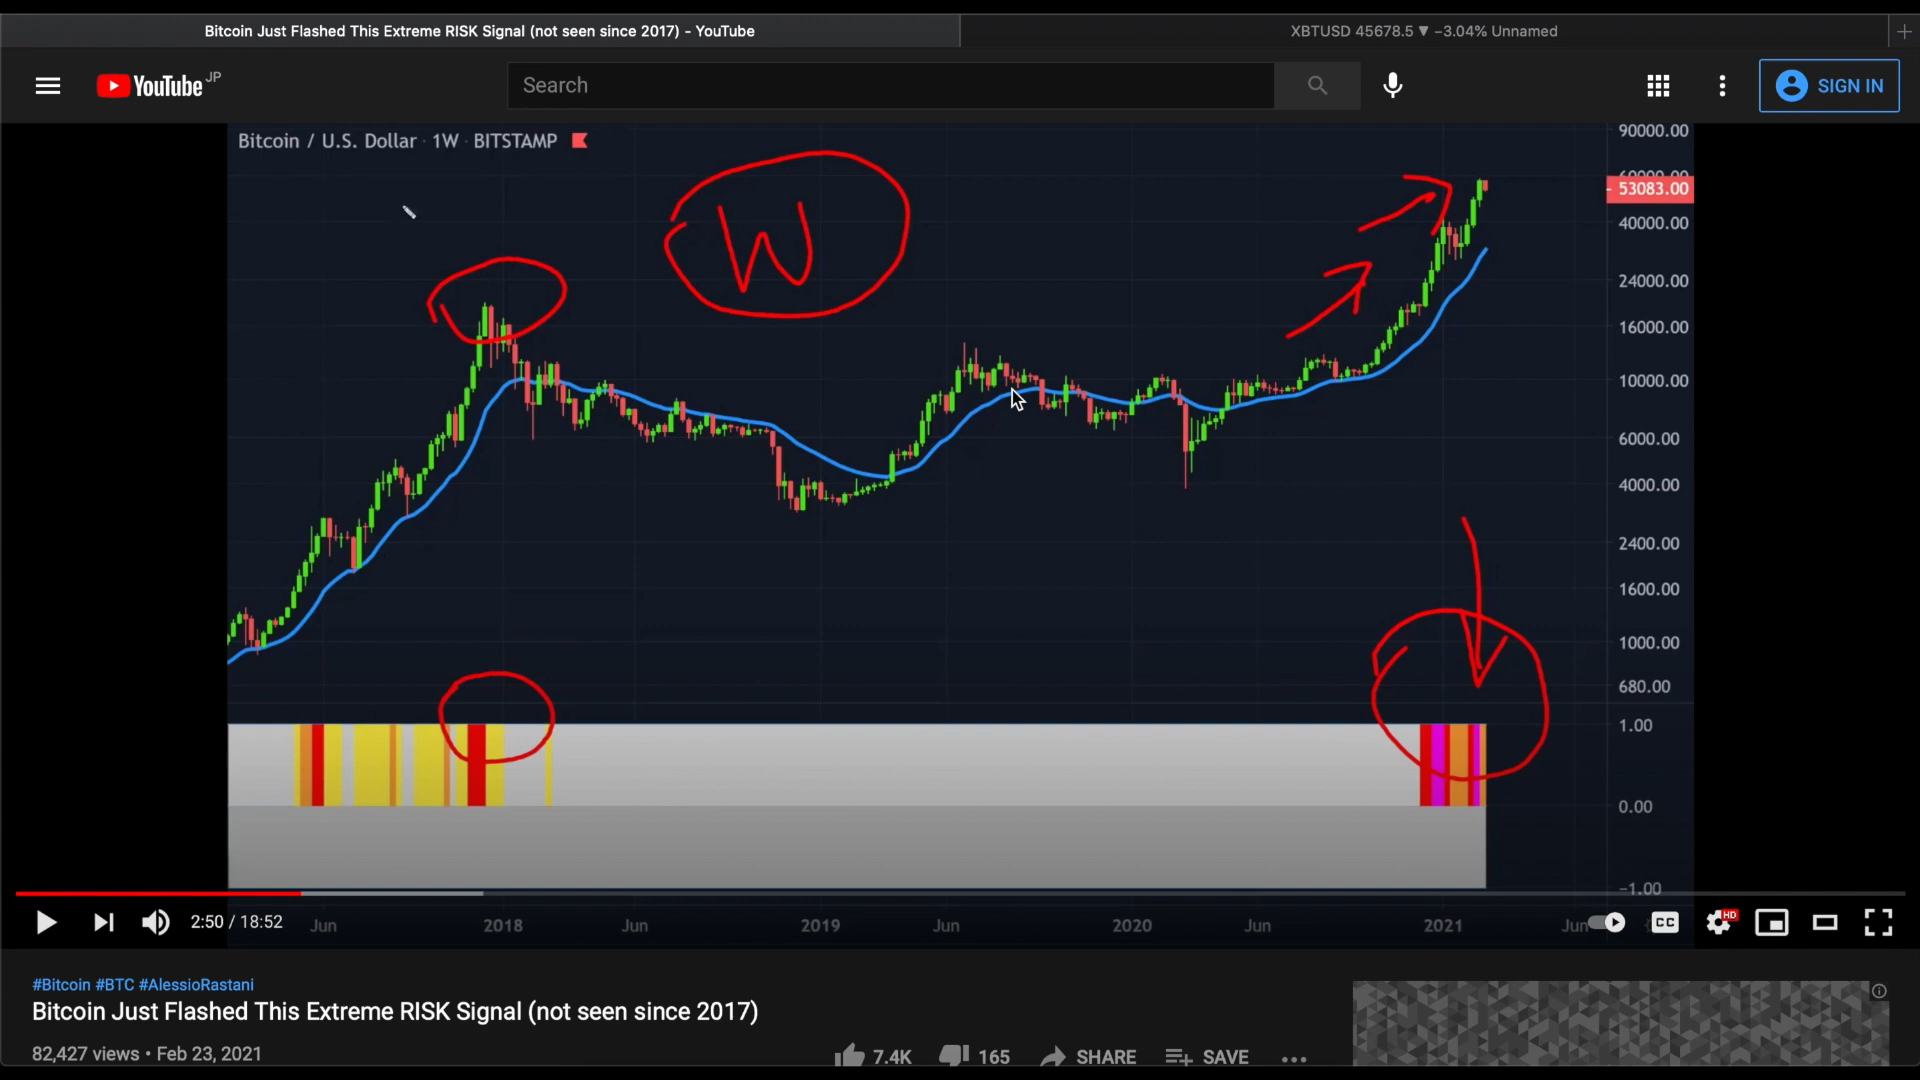 Bitcoin Just Flashed This Extreme RISK Signal (not seen since 2017) - YouTube
XBTUSD 45678.5 ▼ −3.04% Unnamed
YouTube JP
Search
SIGN IN
Bitcoin / U.S. Dollar · 1W · BITSTAMP
W
90000.00
60000.00
53083.00
40000.00
24000.00
16000.00
10000.00
6000.00
4000.00
2400.00
1600.00
1000.00
680.00
1.00
0.00
−1.00
2:50 / 18:52
Jun 2018 Jun 2019 Jun 2020 Jun 2021 Jun
CC HD
#Bitcoin #BTC #AlessioRastani
Bitcoin Just Flashed This Extreme RISK Signal (not seen since 2017)
82,427 views • Feb 23, 2021
7.4K 165 SHARE SAVE